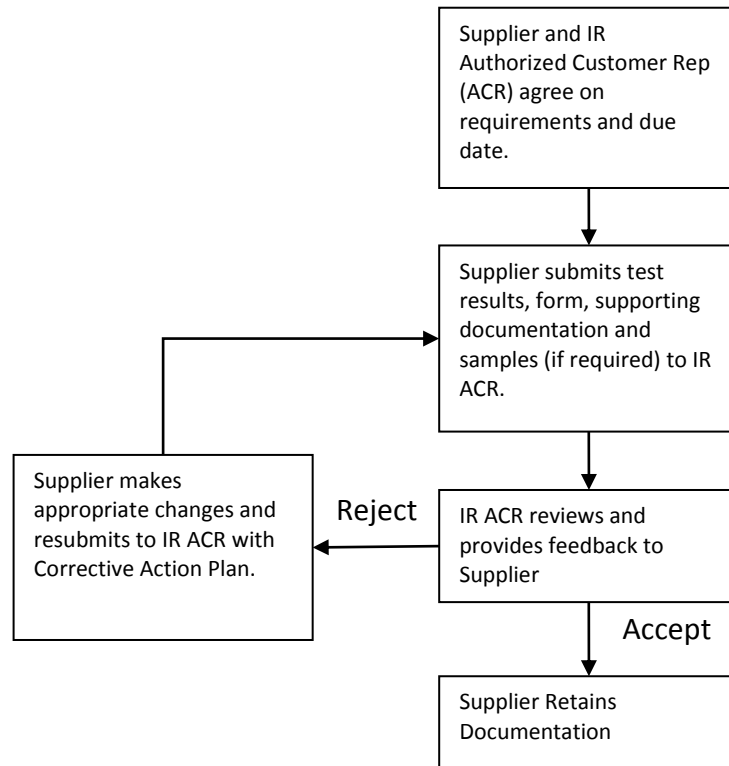 Supplier and IR
Authorized Customer Rep
(ACR) agree on
requirements and due
date.
Supplier submits test
results, form, supporting
documentation and
samples (if required) to IR
ACR.
Supplier makes
appropriate changes and
resubmits to IR ACR with
Corrective Action Plan.
Reject
IR ACR reviews and
provides feedback to
Supplier
Accept
Supplier Retains
Documentation